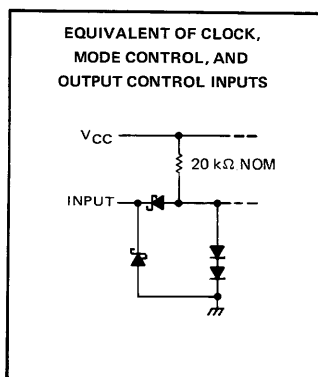 EQUIVALENT OF CLOCK,
MODE CONTROL, AND
OUTPUT CONTROL INPUTS
VCC
20 kΩ NOM
INPUT